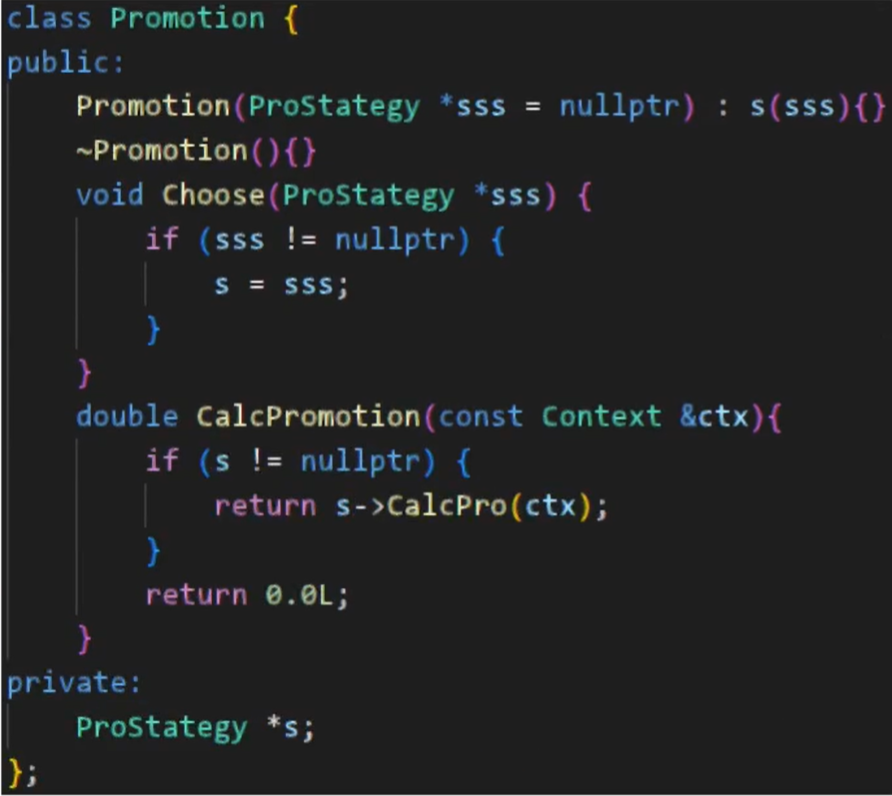 class Promotion {
public:
    Promotion(ProStategy *sss = nullptr) : s(sss){}
    ~Promotion(){}
    void Choose(ProStategy *sss) {
        if (sss != nullptr) {
            s = sss;
        }
    }
    double CalcPromotion(const Context &ctx){
        if (s != nullptr) {
            return s->CalcPro(ctx);
        }
        return 0.0L;
    }
private:
    ProStategy *s;
};